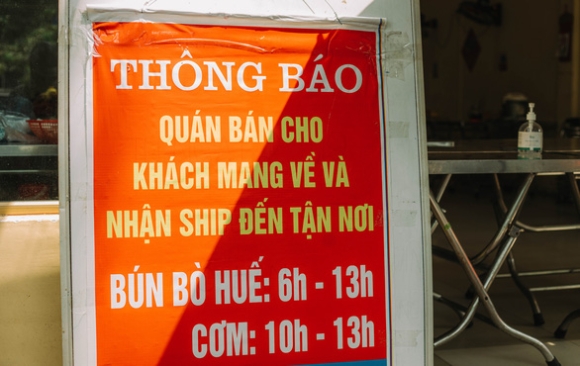 THÔNG BÁO
QUÁN BÁN CHO
KHÁCH MANG VỀ VÀ
NHẬN SHIP ĐẾN TẬN NƠI
BÚN BÒ HUẾ: 6h - 13h
CƠM: 10h - 13h